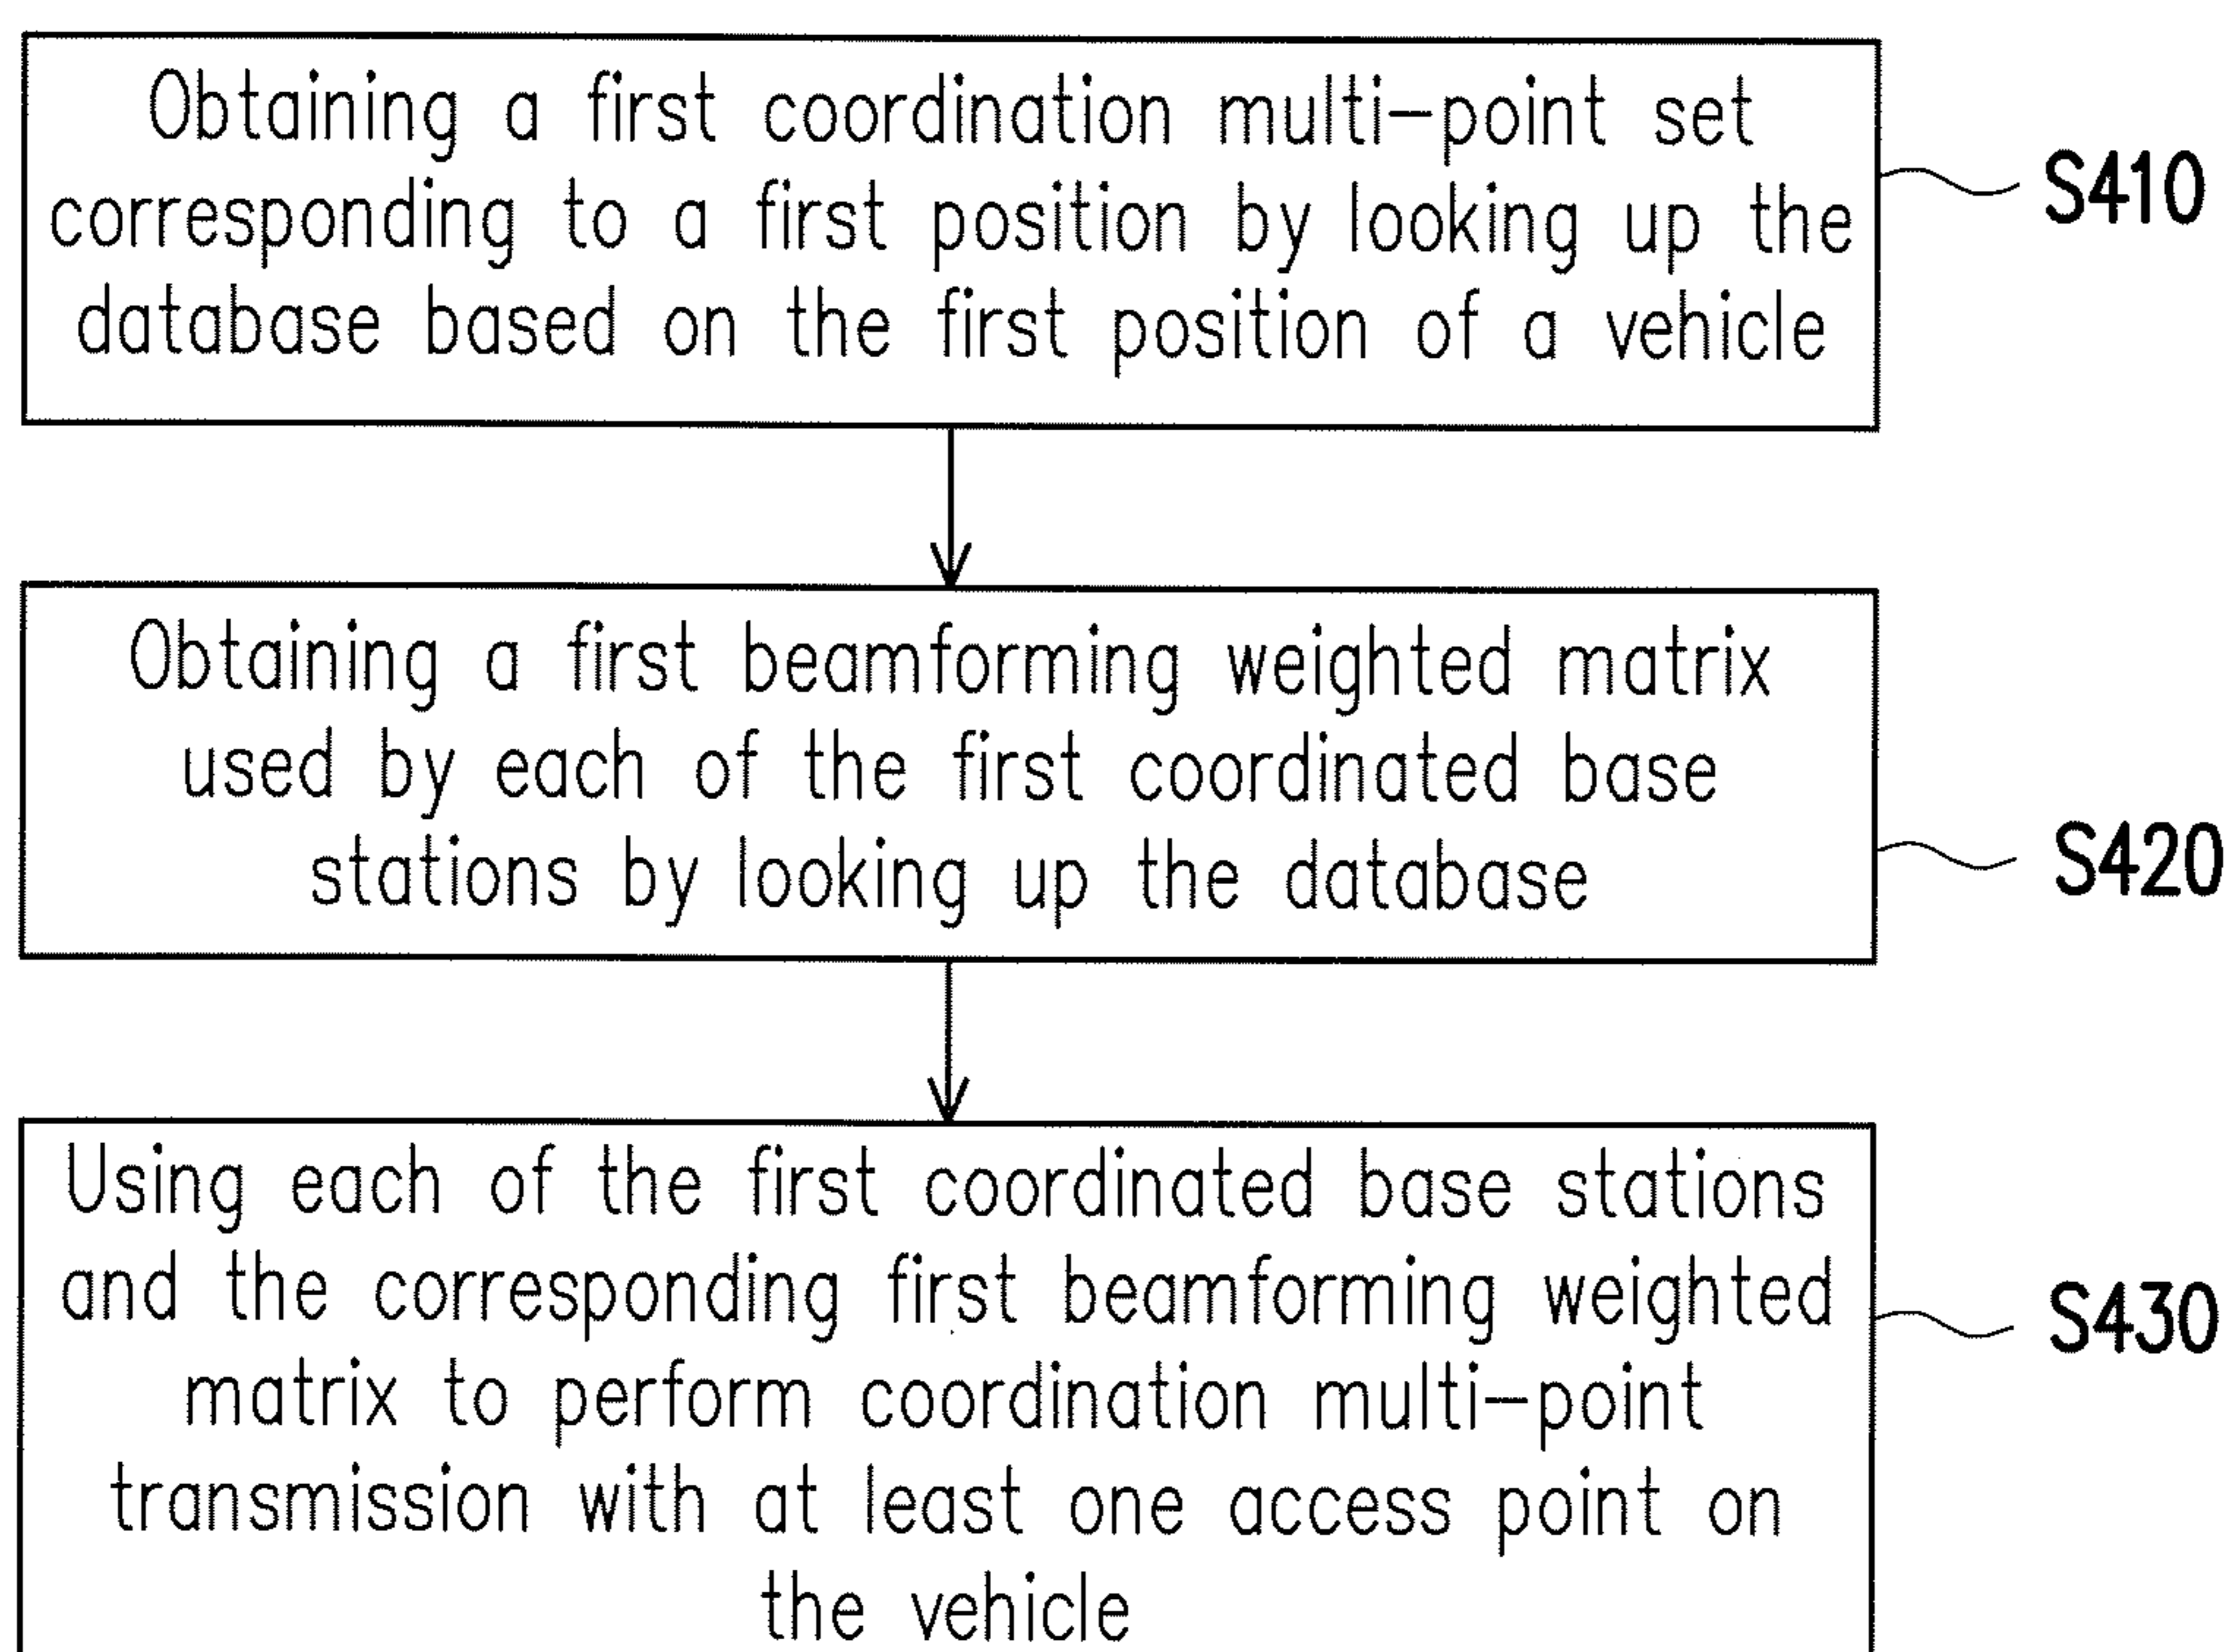 Obtaining a first coordination multi-point set
corresponding to a first position by looking up the
database based on the first position of a vehicle
S410
Obtaining a first beamforming weighted matrix
used by each of the first coordinated base
stations by looking up the database
S420
Using each of the first coordinated base stations
and the corresponding first beamforming weighted
matrix to perform coordination multi-point
transmission with at least one access point on
the vehicle
S430